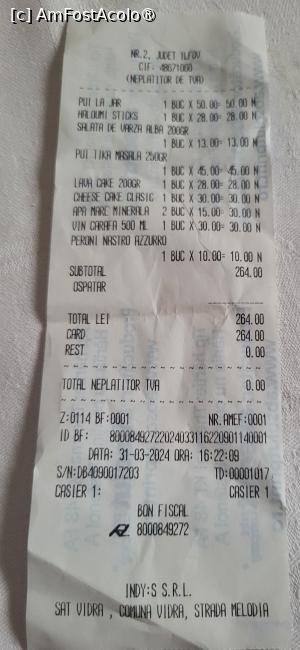 [c] AmFostAcolo®
NR.2, JUDET ILFOV
CIF: 48671060
(NEPLATITOR DE TVA)
PUI LA JAR 1 BUC X 50.00= 50.00 N
HALOUMI STICKS 1 BUC X 28.00= 28.00 N
SALATA DE VARZA ALBA 200GR
1 BUC X 13.00= 13.00 N
PUI TIKA MASALA 250GR
1 BUC X 45.00= 45.00 N
LAVA CAKE 200GR 1 BUC X 28.00= 28.00 N
CHEESE CAKE CLASIC 1 BUC X 30.00= 30.00 N
APA MARE MINERALA 2 BUC X 15.00= 30.00 N
VIN CARAFA 500 ML 1 BUC X 30.00= 30.00 N
PERONI NASTRO AZZURRO
1 BUC X 10.00= 10.00 N
SUBTOTAL 264.00
OSPATAR
TOTAL LEI 264.00
CARD 264.00
REST 0.00
TOTAL NEPLATITOR TVA 0.00
Z:0114 BF:0001 NR.AMEF:0001
ID BF: 8000849272202403311622090114​0001
DATA: 31-03-2024 ORA: 16:22:09
S/N:DB4090017203 TD:00001017
CASIER 1: CASIER 1
BON FISCAL
8000849272
INDY:S S.R.L.
SAT VIDRA , COMUNA VIDRA, STRADA MELODIA